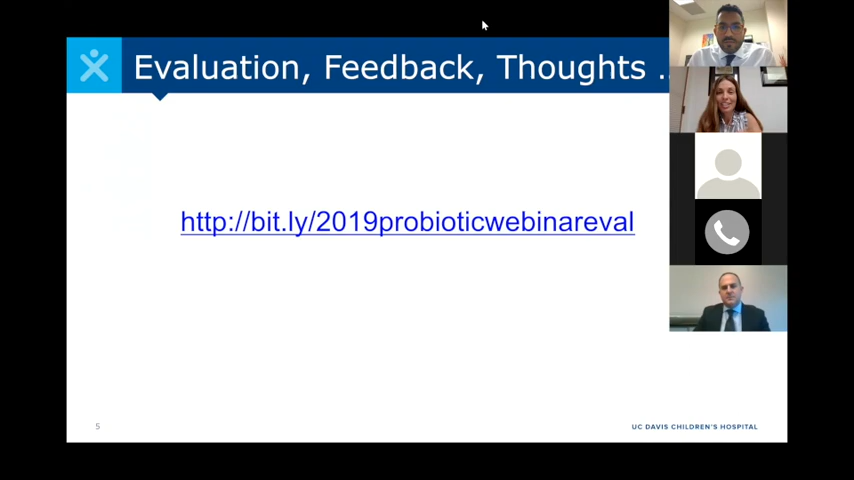 Evaluation, Feedback, Thoughts ..
http://bit.ly/2019probioticwebinareval
5
UC DAVIS CHILDREN'S HOSPITAL